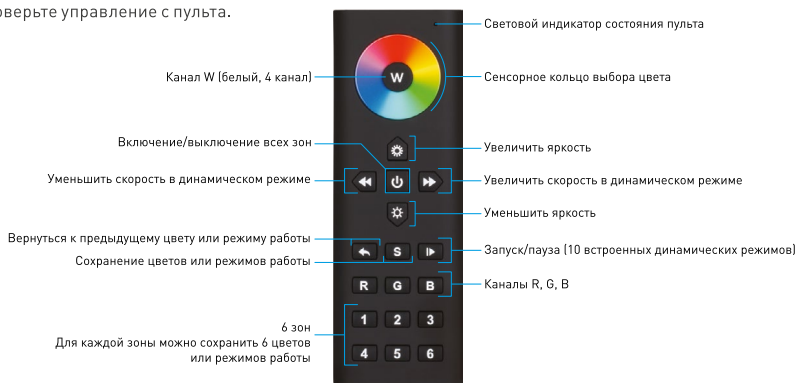 оверьте управление с пульта.
Световой индикатор состояния пульта
Канал W (белый, 4 канал)
W
Сенсорное кольцо выбора цвета
Включение/выключение всех зон
Увеличить яркость
Уменьшить скорость в динамическом режиме
Увеличить скорость в динамическом режиме
Уменьшить яркость
Вернуться к предыдущему цвету или режиму работы
S
Запуск/пауза (10 встроенных динамических режимов)
Сохранение цветов или режимов работы
R G B
Каналы R, G, B
1 2 3
6 зон
Для каждой зоны можно сохранить 6 цветов
или режимов работы
4 5 6